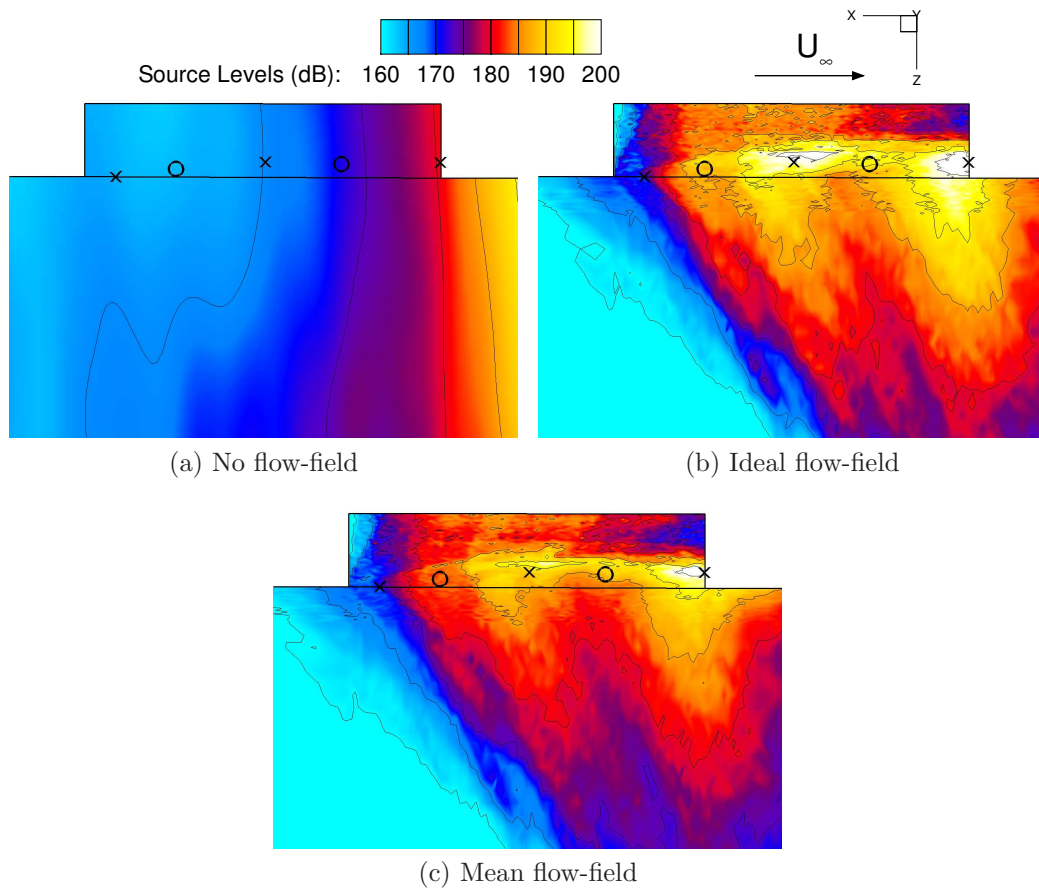 Source Levels (dB): 160 170 180 190 200
U∞
X Y
Z
(a) No flow-field
(b) Ideal flow-field
(c) Mean flow-field